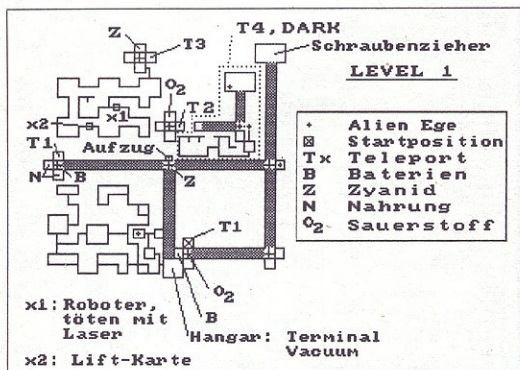 T4, DARK
Schraubenzieher
LEVEL 1
Z
T3
O2
T2
x1
x2
T1
Aufzug
N
B
Z
+ Alien Ege
Startposition
Tx Teleport
B Baterien
Z Zyanid
N Nahrung
O2 Sauerstoff
T1
O2
B
x1: Roboter,
töten mit
Laser
Hangar: Terminal
Vacuum
x2: Lift-Karte